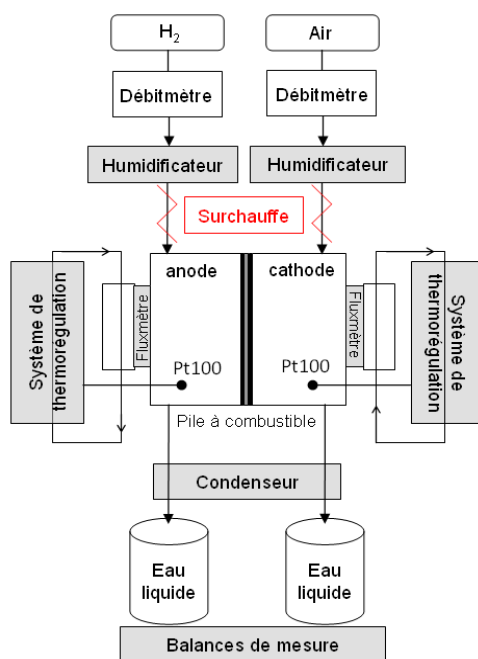 H2
Air
Débitmètre
Débitmètre
Humidificateur
Humidificateur
Surchauffe
anode
cathode
Système de
thermorégulation
Fluxmètre
Fluxmètre
Système de
thermorégulation
Pt100
Pt100
Pile à combustible
Condenseur
Eau
liquide
Eau
liquide
Balances de mesure